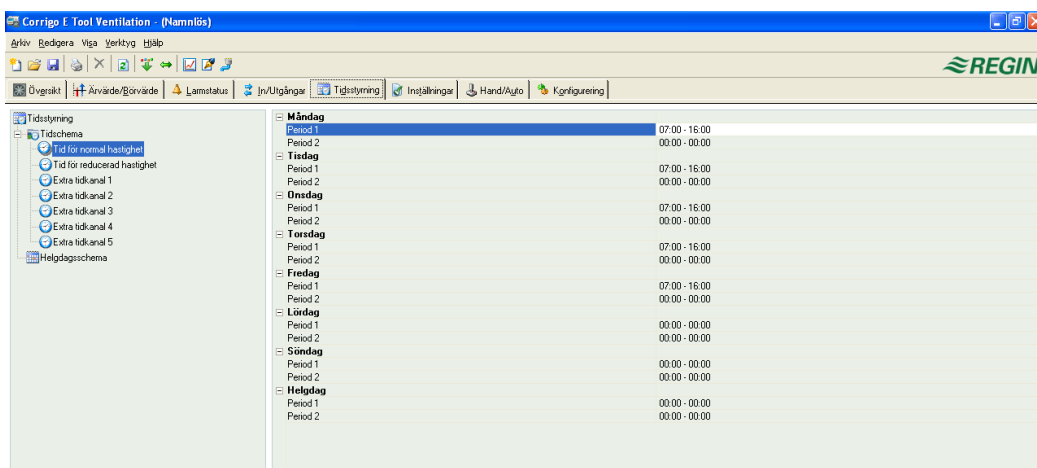 Corrigo E Tool Ventilation - (Namnlös)
Arkiv Redigera Visa Verktyg Hjälp
REGIN
Översikt Ärvärde/Börvärde Larmstatus In/Utgångar Tidsstyrning Inställningar Hand/Auto Konfigurering
Tidsstyrning
Tidschema
Tid för normal hastighet
Tid för reducerad hastighet
Extra tidkanal 1
Extra tidkanal 2
Extra tidkanal 3
Extra tidkanal 4
Extra tidkanal 5
Helgdagsschema
Måndag
Period 1 07:00 - 16:00
Period 2 00:00 - 00:00
Tisdag
Period 1 07:00 - 16:00
Period 2 00:00 - 00:00
Onsdag
Period 1 07:00 - 16:00
Period 2 00:00 - 00:00
Torsdag
Period 1 07:00 - 16:00
Period 2 00:00 - 00:00
Fredag
Period 1 07:00 - 16:00
Period 2 00:00 - 00:00
Lördag
Period 1 00:00 - 00:00
Period 2 00:00 - 00:00
Söndag
Period 1 00:00 - 00:00
Period 2 00:00 - 00:00
Helgdag
Period 1 00:00 - 00:00
Period 2 00:00 - 00:00